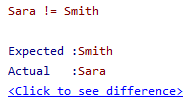 Sara != Smith
Expected :Smith
Actual   :Sara
<Click to see difference>